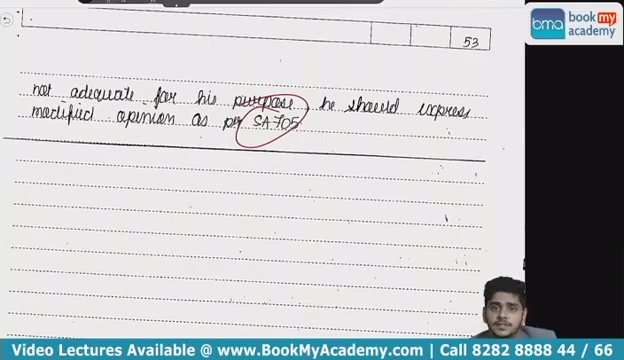 bma book my academy
53
not adequate for his purpose, he should express
modified opinion as per SA 705
Video Lectures Available @ www.BookMyAcademy.com | Call 8282 8888 44 / 66